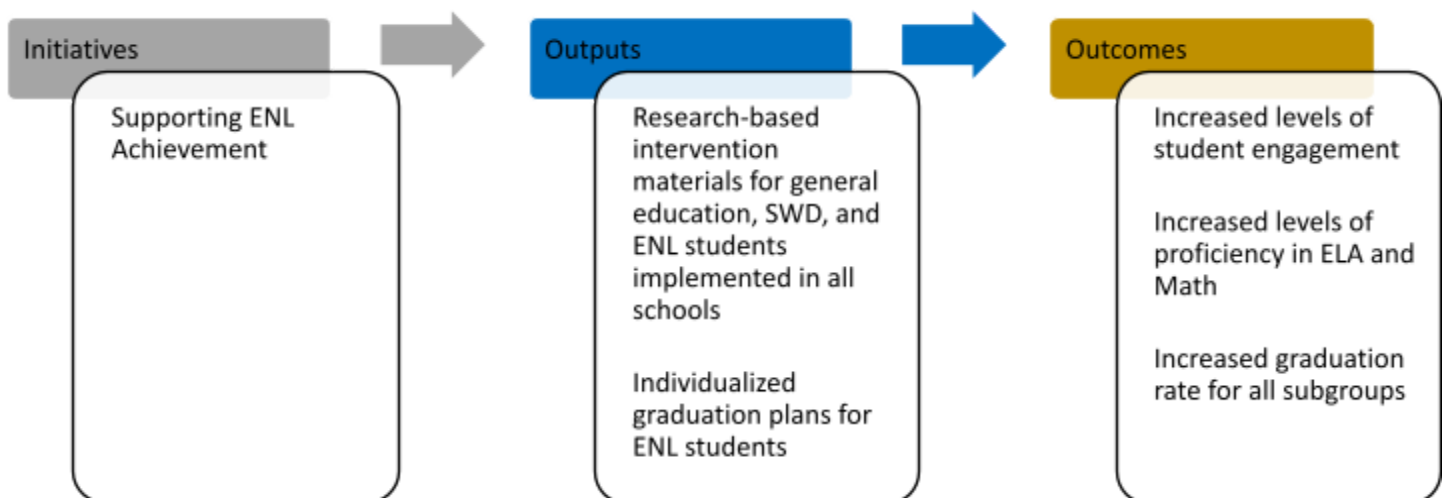 Initiatives
Supporting ENL
Achievement
Outputs
Research-based
intervention
materials for general
education, SWD, and
ENL students
implemented in all
schools
Individualized
graduation plans for
ENL students
Outcomes
Increased levels of
student engagement
Increased levels of
proficiency in ELA and
Math
Increased graduation
rate for all subgroups